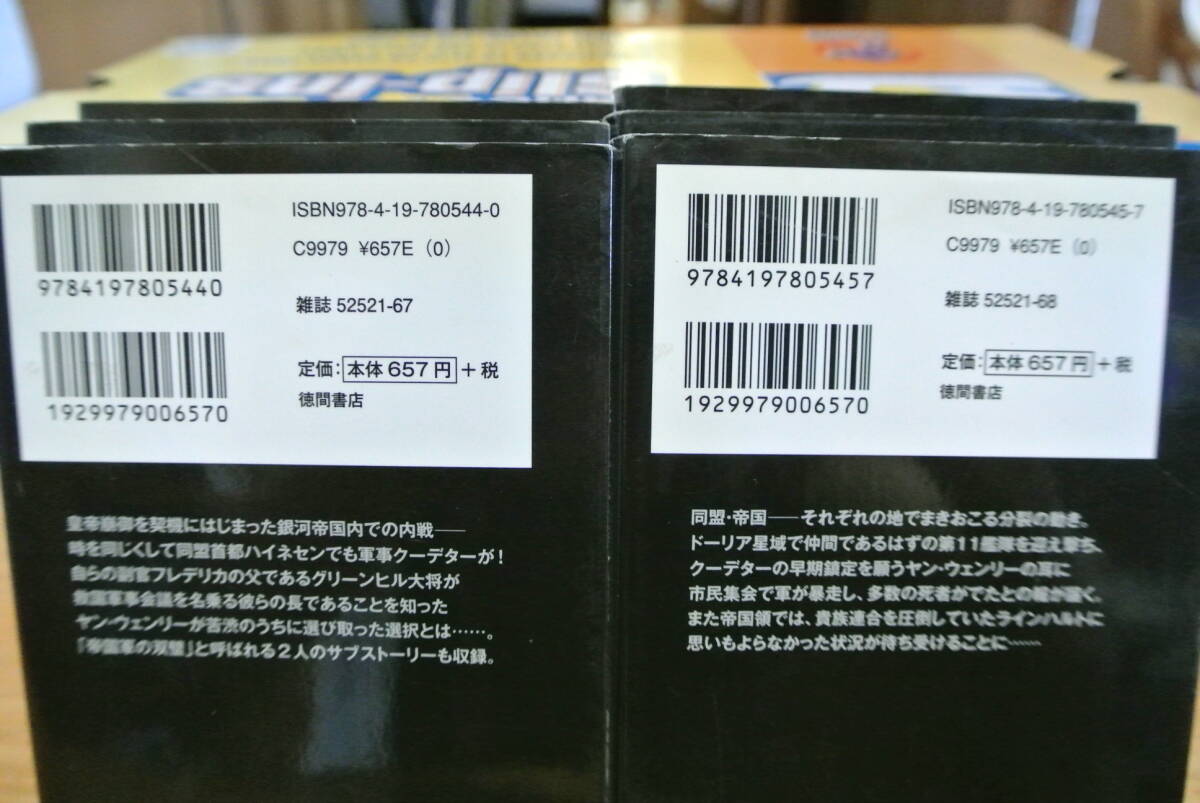 lip-ins
ISBN978-4-19-780544-0
C9979 ¥657E (0)
9784197805440
雑誌 52521-67
定価：本体 657 円 + 税
1929979006570
徳間書店
皇帝崩御を契機にはじまった銀河帝国内での内戦――
時を同じくして同盟首都ハイネセンでも軍事クーデターが！
自らの副官フレデリカの父であるグリーンヒル大将が
救国軍事会議を名乗る彼らの長であることを知った
ヤン・ウェンリーが苦渋のうちに選び取った選択とは……。
「帝国軍の双璧」と呼ばれる２人のサブストーリーも収録。
ISBN978-4-19-780545-7
C9979 ¥657E (0)
9784197805457
雑誌 52521-68
定価：本体 657 円 + 税
1929979006570
徳間書店
同盟・帝国――それぞれの地でまきおこる分裂の動き。
ドーリア星域で仲間であるはずの第１１艦隊を迎え撃ち、
クーデターの早期鎮定を願うヤン・ウェンリーの耳に
市民集会で軍が暴走し、多数の死者がでたとの報が届く。
また帝国領では、貴族連合を圧倒していたラインハルトに
思いもよらなかった状況が待ち受けることに……